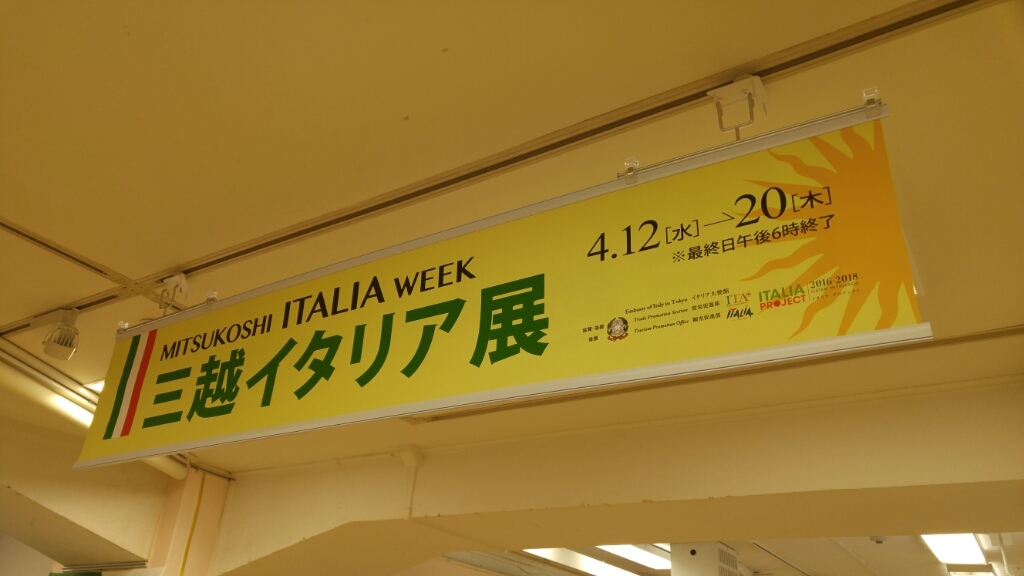 MITSUKOSHI ITALIA WEEK
三越イタリア展
4.12[水]→20[木]
※最終日午後6時終了
Embassy of Italy in Tokyo イタリア大使館
Trade Promotion Section 貿易促進部
Tourism Promotion Office 観光促進部
ITA
ITALIA
ITALIA PROJECT
2016-2018